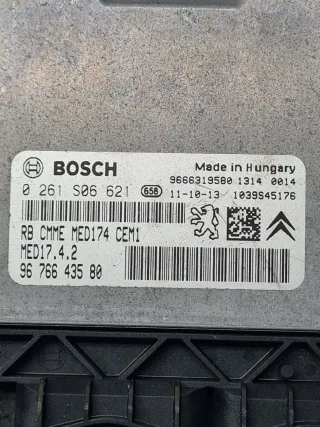 BOSCH
Made in Hungary
9666319580 1314 0014
0 261 S06 621 658 11-10-13 1039S45176
RB CMME MED174 CEM1
MED17.4.2
96 766 435 80